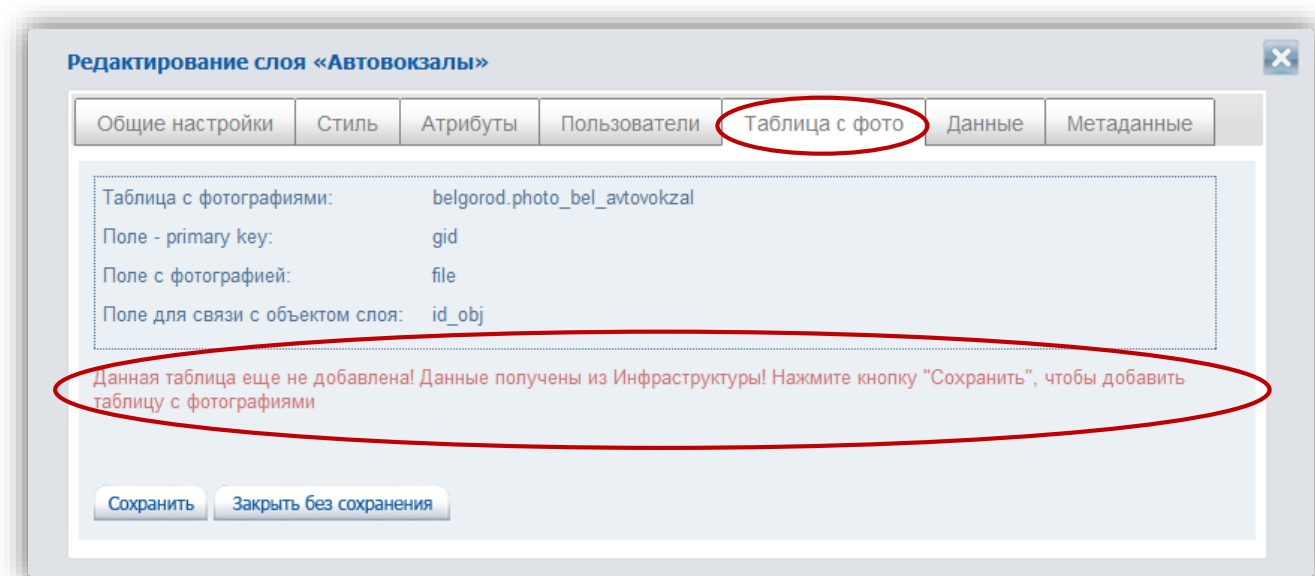 Редактирование слоя «Автовокзалы»
Общие настройки Стиль Атрибуты Пользователи Таблица с фото Данные Метаданные
Таблица с фотографиями: belgorod.photo_bel_avtovokzal
Поле - primary key: gid
Поле с фотографией: file
Поле для связи с объектом слоя: id_obj
Данная таблица еще не добавлена! Данные получены из Инфраструктуры! Нажмите кнопку "Сохранить", чтобы добавить
таблицу с фотографиями
Сохранить Закрыть без сохранения